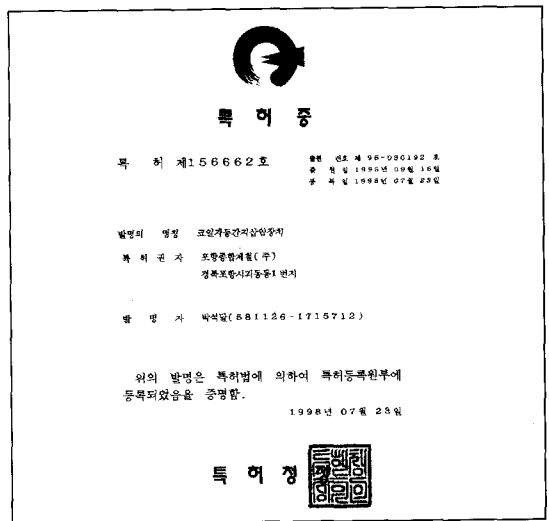 특 허 증
특 허 제156662호
출원 번호 제 95-030192 호
출 원 일 1995년 09월 15일
등 록 일 1998년 07월 23일
발명의 명칭 코일자동간지삽입장치
특 허 권 자 포항종합제철(주)
경북포항시괴동동1 번지
발 명 자 박석달(581126-1715712)
위의 발명은 특허법에 의하여 특허등록원부에
등록되었음을 증명함.
1998년 07월 23일
특 허 청 장